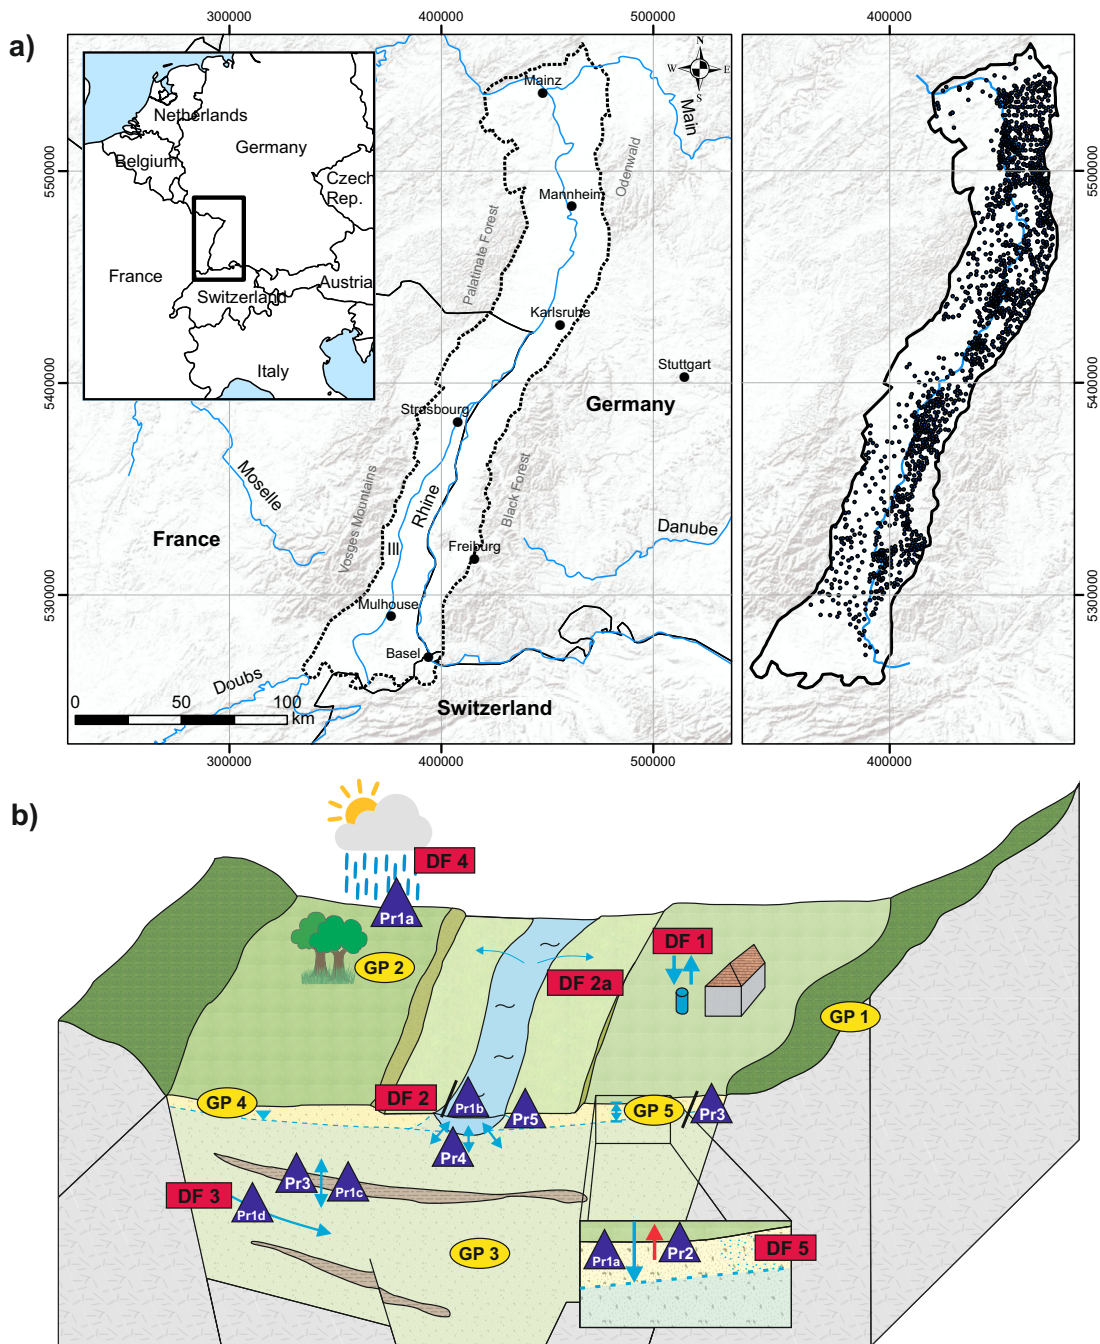 a)
300000
400000
500000
400000
N
W
E
S
Mainz
Main
Netherlands
Germany
Belgium
Czech
Rep.
France
Austria
Switzerland
Italy
5500000
5400000
5300000
Odenwald
Mannheim
Palatinate Forest
Karlsruhe
Stuttgart
Germany
Strasbourg
Moselle
Vosges Mountains
Rhine
Black Forest
Danube
France
Ill
Freiburg
Mulhouse
Basel
Doubs
Switzerland
0
50
100
km
5500000
5400000
5300000
300000
400000
500000
400000
b)
DF 4
Pr1a
GP 2
DF 1
DF 2a
GP 1
GP 4
DF 2
Pr1b
Pr5
GP 5
Pr3
Pr4
Pr3
Pr1c
DF 3
Pr1d
GP 3
Pr1a
Pr2
DF 5